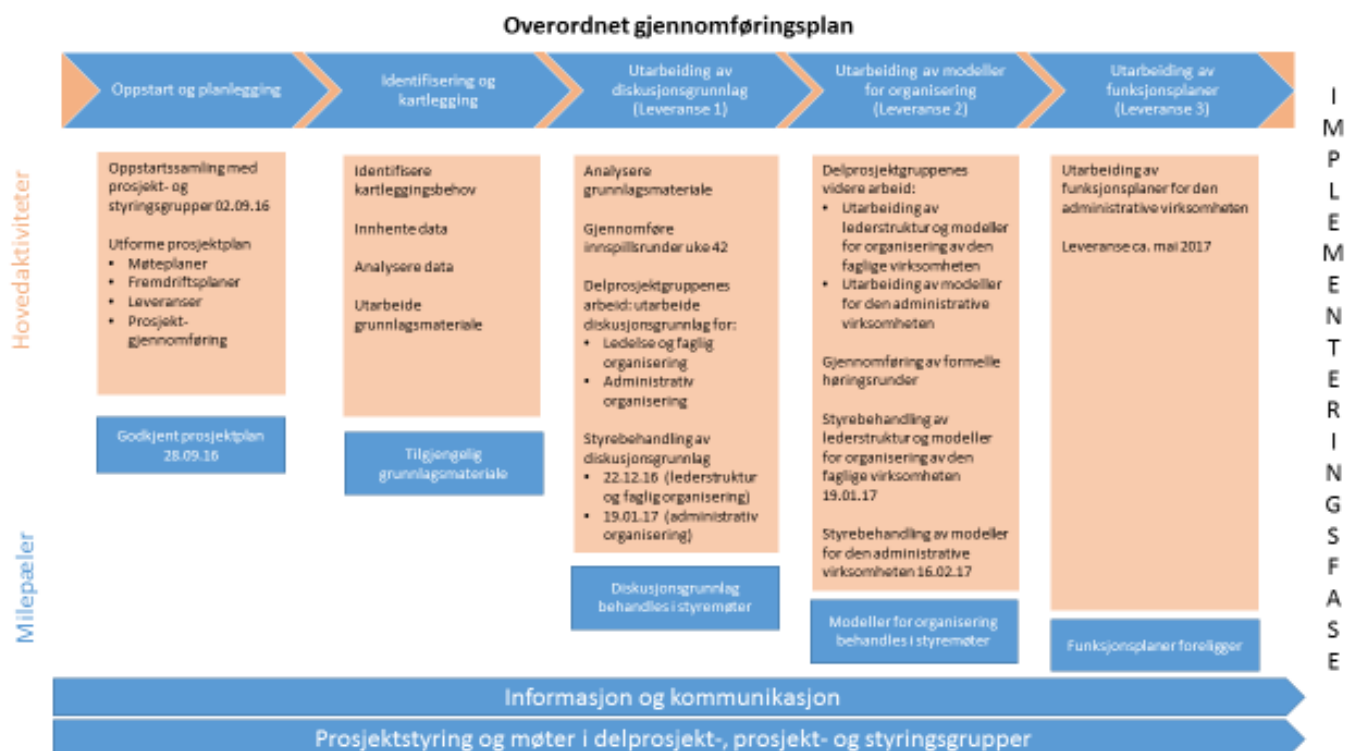 Overordnet gjennomføringsplan
Oppstart og planlegging
Identifisering og
kartlegging
Utarbeiding av
diskusjonsgrunnlag
(Leveranse 1)
Utarbeiding av modeller
for organisering
(Leveranse 2)
Utarbeiding av
funksjonsplaner
(Leveranse 3)
Hovedaktiviteter
Oppstartssamling med
prosjekt- og
styringsgrupper 02.09.16
Utforme prosjektplan
• Møteplaner
• Fremdriftsplaner
• Leveranser
• Prosjekt-
gjennomføring
Identifisere
kartleggingsbehov
Innhente data
Analysere data
Utarbeide
grunnlagsmateriale
Analysere
grunnlagsmateriale
Gjennomføre
innspillsrunder uke 42
Delprosjektgruppenes
arbeid: utarbeide
diskusjonsgrunnlag for:
• Ledelse og faglig
organisering
• Administrativ
organisering
Styrebehandling av
diskusjonsgrunnlag
• 22.12.16 (lederstruktur
og faglig organisering)
• 19.01.17 (administrativ
organisering)
Delprosjektgruppenes
videre arbeid:
• Utarbeiding av
lederstruktur og modeller
for organisering av den
faglige virksomheten
• Utarbeiding av modeller
for den administrative
virksomheten
Gjennomføring av formelle
høringsrunder
Styrebehandling av
lederstruktur og modeller
for organisering av den
faglige virksomheten
19.01.17
Styrebehandling av modeller
for den administrative
virksomheten 16.02.17
Utarbeiding av
funksjonsplaner for den
administrative virksomheten
Leveranse ca. mai 2017
Milepæler
Godkjent prosjektplan
28.09.16
Tilgjengelig
grunnlagsmateriale
Diskusjonsgrunnlag
behandles i styremøter
Modeller for organisering
behandles i styremøter
Funksjonsplaner foreligger
IMPLEMENTERINGSFASE
Informasjon og kommunikasjon
Prosjektstyring og møter i delprosjekt-, prosjekt- og styringsgrupper